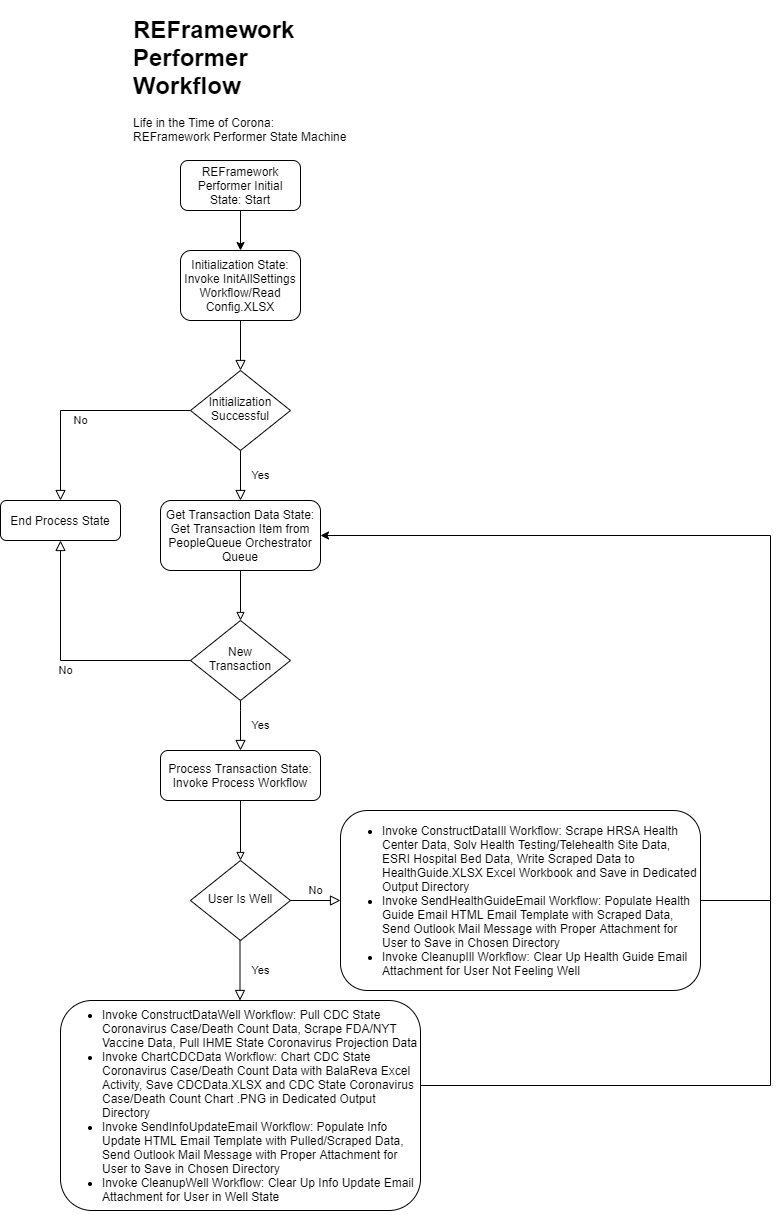 REFramework
Performer
Workflow
Life in the Time of Corona:
REFramework Performer State Machine
REFramework
Performer Initial
State: Start
Initialization State:
Invoke InitAllSettings
Workflow/Read
Config.XLSX
Initialization
Successful
No
Yes
End Process State
Get Transaction Data State:
Get Transaction Item from
PeopleQueue Orchestrator
Queue
New
Transaction
No
Yes
Process Transaction State:
Invoke Process Workflow
User Is Well
No
Yes
• Invoke ConstructDataIll Workflow: Scrape HRSA Health
Center Data, Solv Health Testing/Telehealth Site Data,
ESRI Hospital Bed Data, Write Scraped Data to
HealthGuide.XLSX Excel Workbook and Save in Dedicated
Output Directory
• Invoke SendHealthGuideEmail Workflow: Populate Health
Guide Email HTML Email Template with Scraped Data,
Send Outlook Mail Message with Proper Attachment for
User to Save in Chosen Directory
• Invoke CleanupIll Workflow: Clear Up Health Guide Email
Attachment for User Not Feeling Well
• Invoke ConstructDataWell Workflow: Pull CDC State
Coronavirus Case/Death Count Data, Scrape FDA/NYT
Vaccine Data, Pull IHME State Coronavirus Projection Data
• Invoke ChartCDCData Workflow: Chart CDC State
Coronavirus Case/Death Count Data with BalaReva Excel
Activity, Save CDCData.XLSX and CDC State Coronavirus
Case/Death Count Chart .PNG in Dedicated Output
Directory
• Invoke SendInfoUpdateEmail Workflow: Populate Info
Update HTML Email Template with Pulled/Scraped Data,
Send Outlook Mail Message with Proper Attachment for
User to Save in Chosen Directory
• Invoke CleanupWell Workflow: Clear Up Info Update Email
Attachment for User in Well State